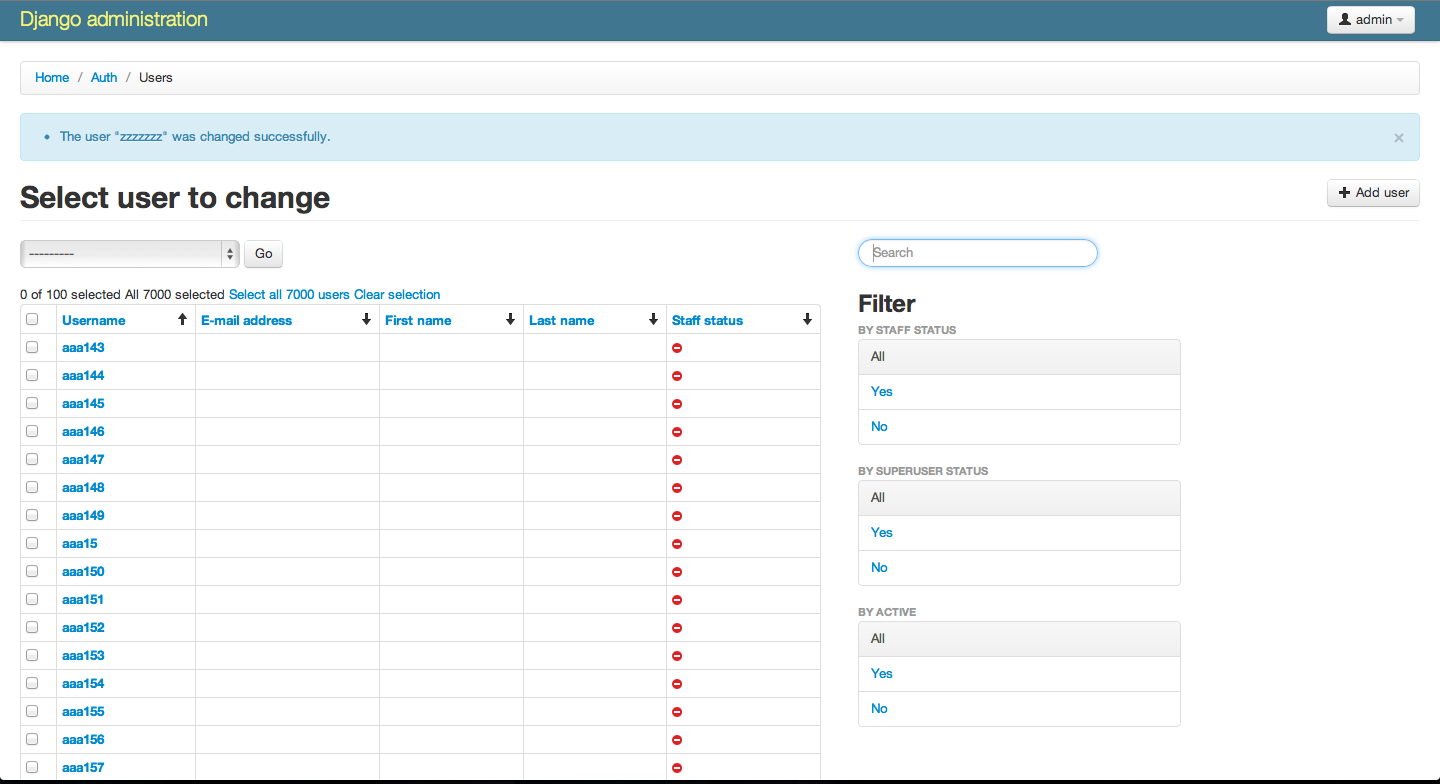 Django administration
admin
Home / Auth / Users
The user "zzzzzzz" was changed successfully.
×
Select user to change
Add user
---------
Go
Search
0 of 100 selected All 7000 selected Select all 7000 users Clear selection
Username E-mail address First name Last name Staff status
aaa143
aaa144
aaa145
aaa146
aaa147
aaa148
aaa149
aaa15
aaa150
aaa151
aaa152
aaa153
aaa154
aaa155
aaa156
aaa157
Filter
BY STAFF STATUS
All
Yes
No
BY SUPERUSER STATUS
All
Yes
No
BY ACTIVE
All
Yes
No